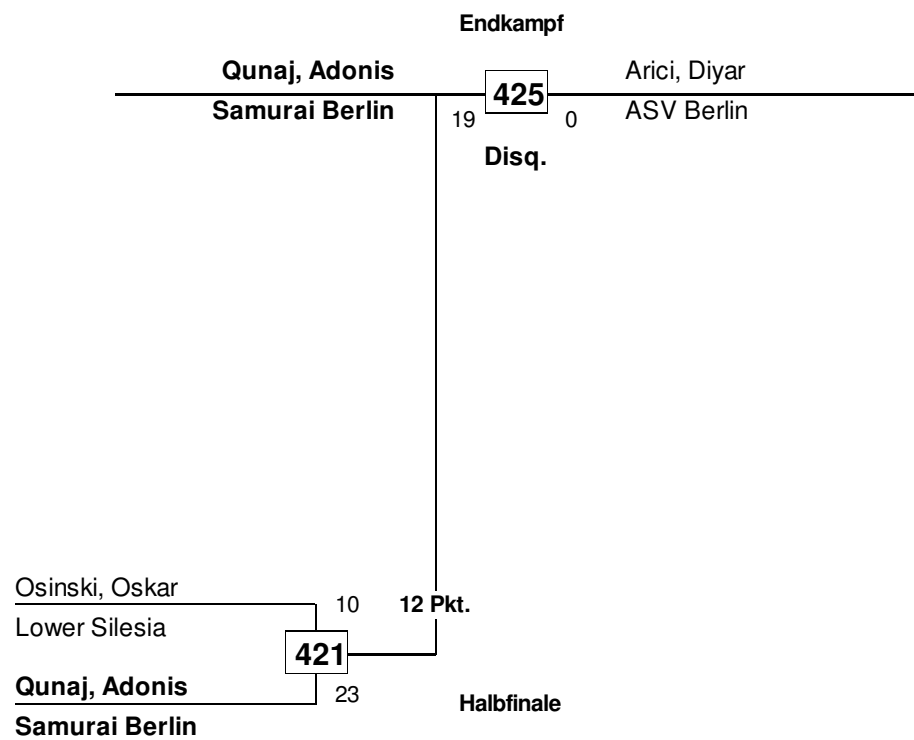 Endkampf
Qunaj, Adonis
Samurai Berlin
19
425
0
Disq.
Arici, Diyar
ASV Berlin
Osinski, Oskar
Lower Silesia
10
12 Pkt.
421
Qunaj, Adonis
Samurai Berlin
23
Halbfinale